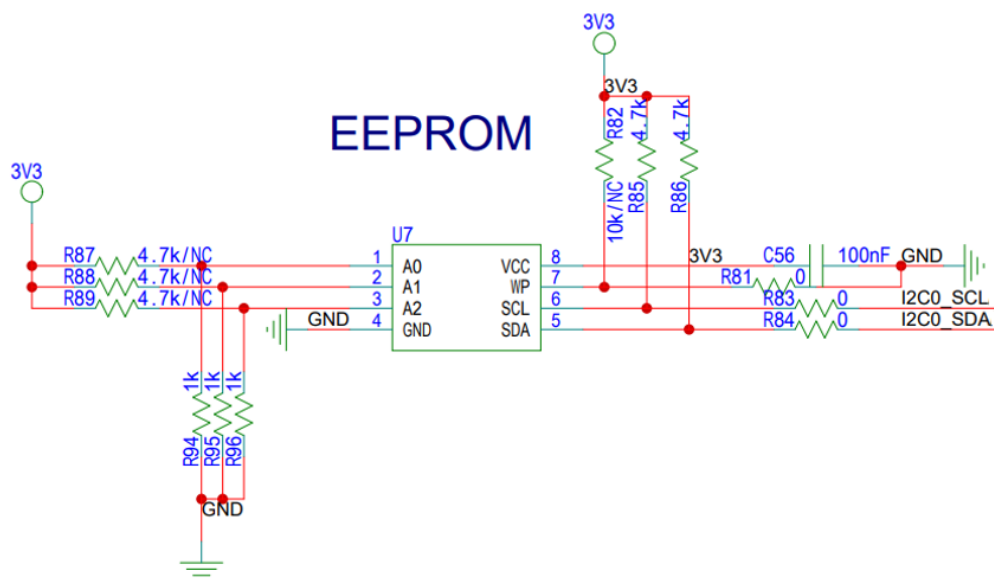 3V3
3V3
EEPROM
R82
4.7k
4.7k
10k/NC
R85
R86
3V3
R87 4.7k/NC
R88 4.7k/NC
R89 4.7k/NC
U7
1 A0 VCC 8 3V3 C56 100nF GND
2 A1 WP 7 R81 0
3 A2 SCL 6 R83 0 I2C0_SCL
GND 4 GND SDA 5 R84 0 I2C0_SDA
1k 1k 1k
R94 R95 R96
GND